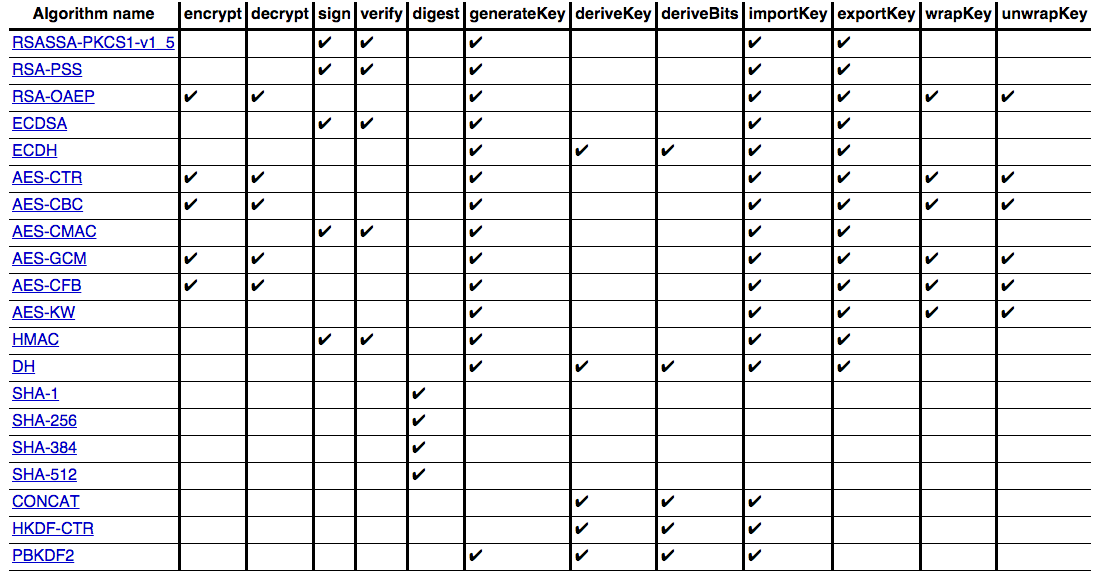 Algorithm name encrypt decrypt sign verify digest generateKey deriveKey deriveBits importKey exportKey wrapKey unwrapKey
RSASSA-PKCS1-v1_5 ✔ ✔ ✔ ✔ ✔
RSA-PSS ✔ ✔ ✔ ✔ ✔
RSA-OAEP ✔ ✔ ✔ ✔ ✔ ✔ ✔
ECDSA ✔ ✔ ✔ ✔ ✔
ECDH ✔ ✔ ✔ ✔ ✔
AES-CTR ✔ ✔ ✔ ✔ ✔ ✔ ✔
AES-CBC ✔ ✔ ✔ ✔ ✔ ✔ ✔
AES-CMAC ✔ ✔ ✔ ✔ ✔
AES-GCM ✔ ✔ ✔ ✔ ✔ ✔ ✔
AES-CFB ✔ ✔ ✔ ✔ ✔ ✔ ✔
AES-KW ✔ ✔ ✔ ✔ ✔
HMAC ✔ ✔ ✔ ✔ ✔
DH ✔ ✔ ✔ ✔ ✔
SHA-1 ✔
SHA-256 ✔
SHA-384 ✔
SHA-512 ✔
CONCAT ✔ ✔ ✔
HKDF-CTR ✔ ✔ ✔
PBKDF2 ✔ ✔ ✔ ✔